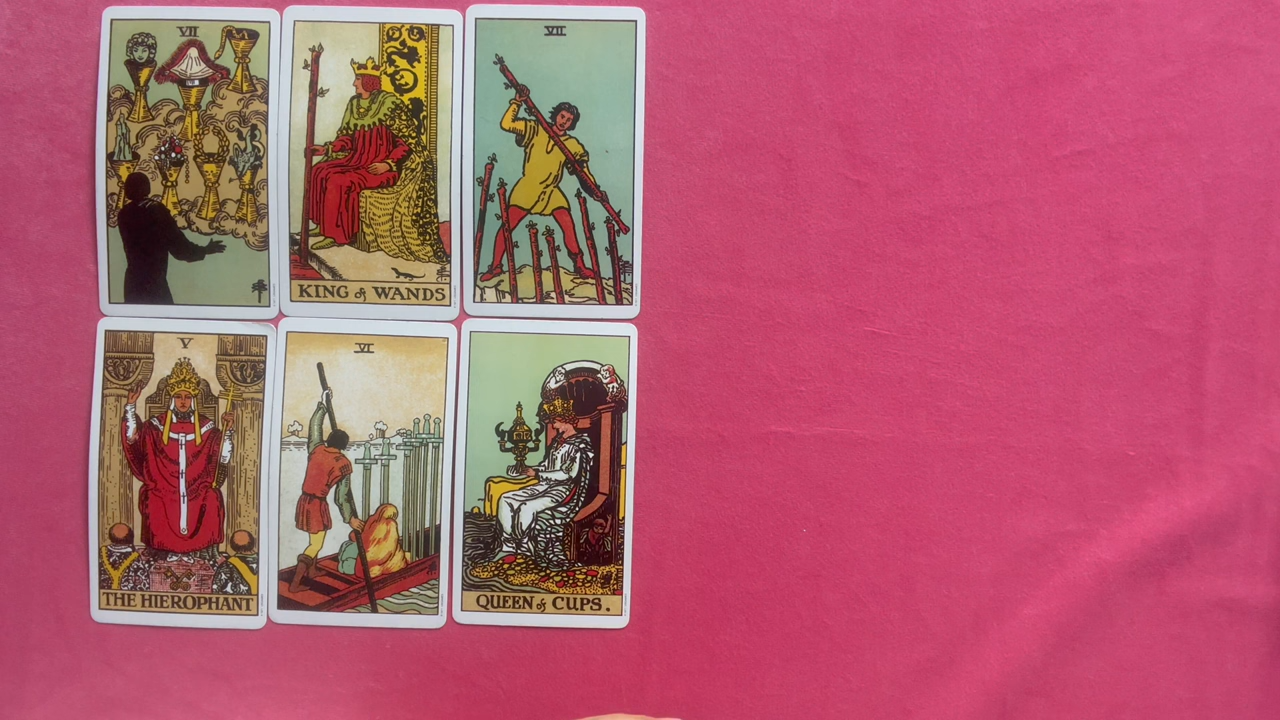 VII
KING of WANDS
VII
V
THE HIEROPHANT
VI
QUEEN of CUPS.